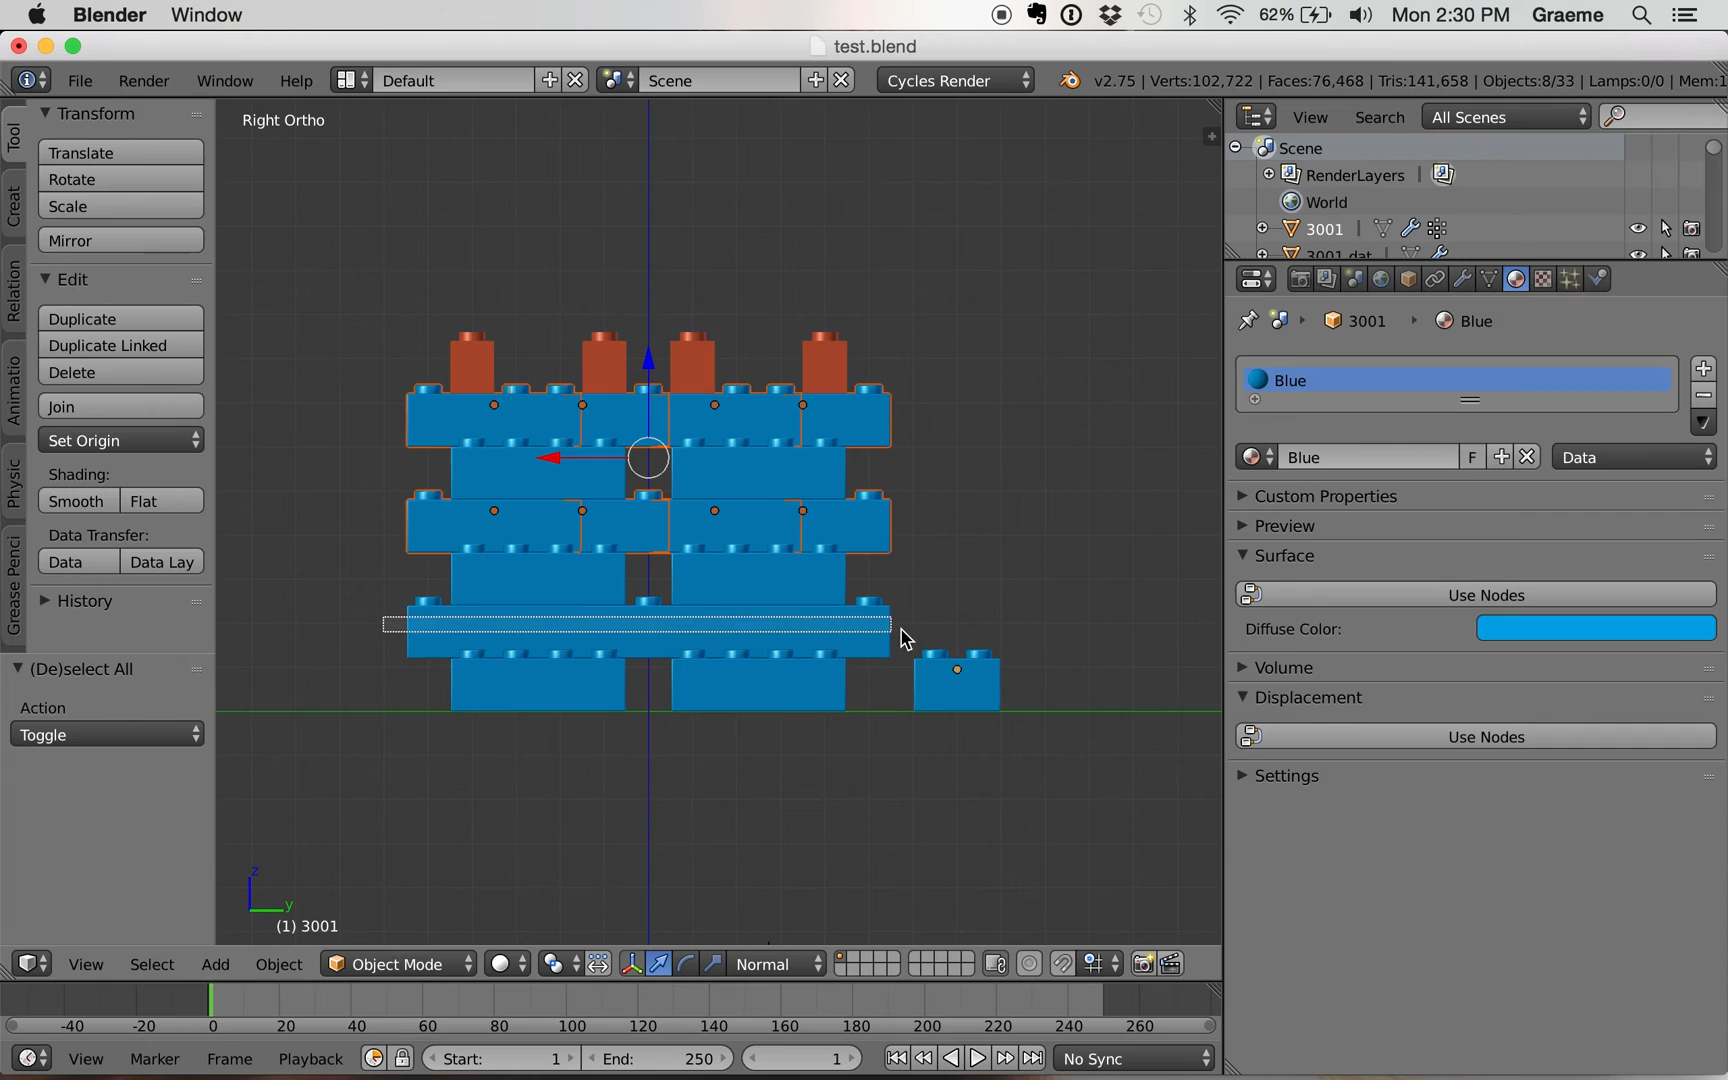 Blender Window 62% Mon 2:30 PM Graeme
test.blend
File Render Window Help Default Scene Cycles Render v2.75 | Verts:102,722 | Faces:76,468 | Tris:141,658 | Objects:8/33 | Lamps:0/0 | Mem:1
Tool
Creat
Relation
Animatio
Physic
Grease Penci
Transform
Translate
Rotate
Scale
Mirror
Edit
Duplicate
Duplicate Linked
Delete
Join
Set Origin
Shading:
Smooth Flat
Data Transfer:
Data Data Lay
History
(De)select All
Action
Toggle
Right Ortho
z
y
(1) 3001
View Search All Scenes
Scene
RenderLayers
World
3001
3001.dat
3001 Blue
Blue
Blue F Data
Custom Properties
Preview
Surface
Use Nodes
Diffuse Color:
Volume
Displacement
Use Nodes
Settings
View Select Add Object Object Mode Normal
-40 -20 0 20 40 60 80 100 120 140 160 180 200 220 240 260
View Marker Frame Playback Start: 1 End: 250 1 No Sync